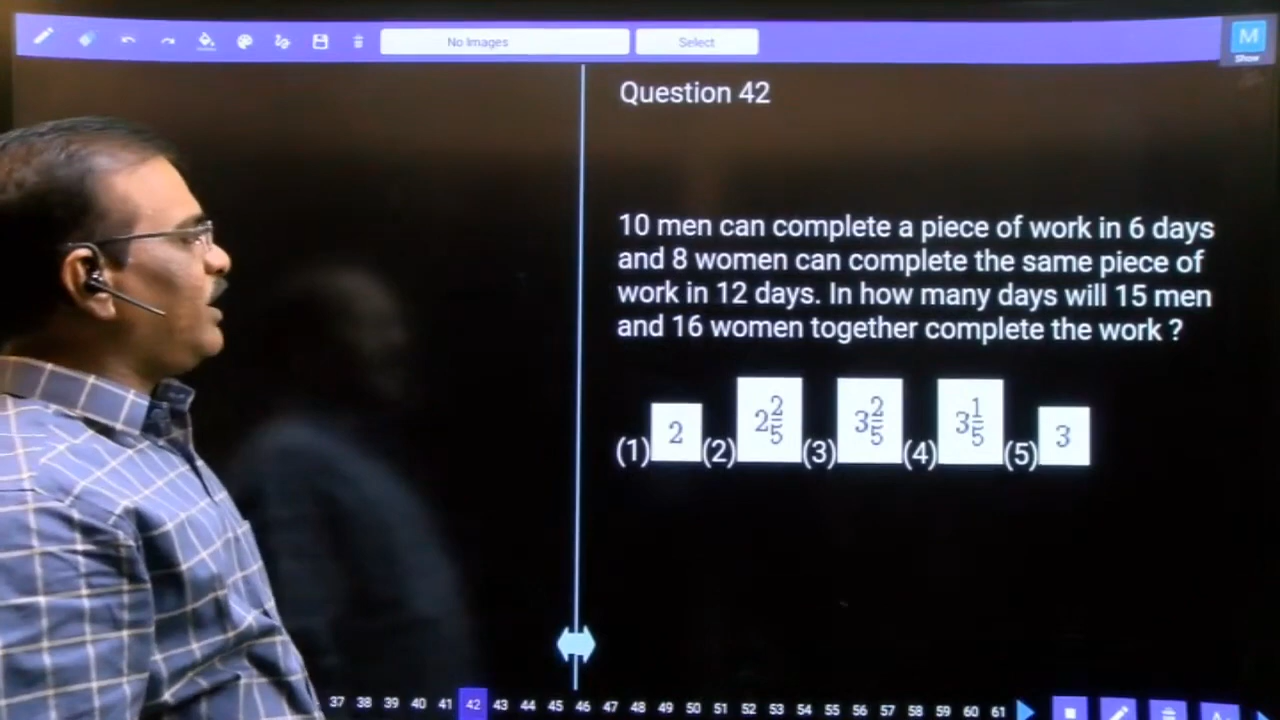 No Images
Select
M
Show
Question 42
10 men can complete a piece of work in 6 days
and 8 women can complete the same piece of
work in 12 days. In how many days will 15 men
and 16 women together complete the work ?
(1) 2 (2) 2 2/5 (3) 3 2/5 (4) 3 1/5 (5) 3
37 38 39 40 41 42 43 44 45 46 47 48 49 50 51 52 53 54 55 56 57 58 59 60 61